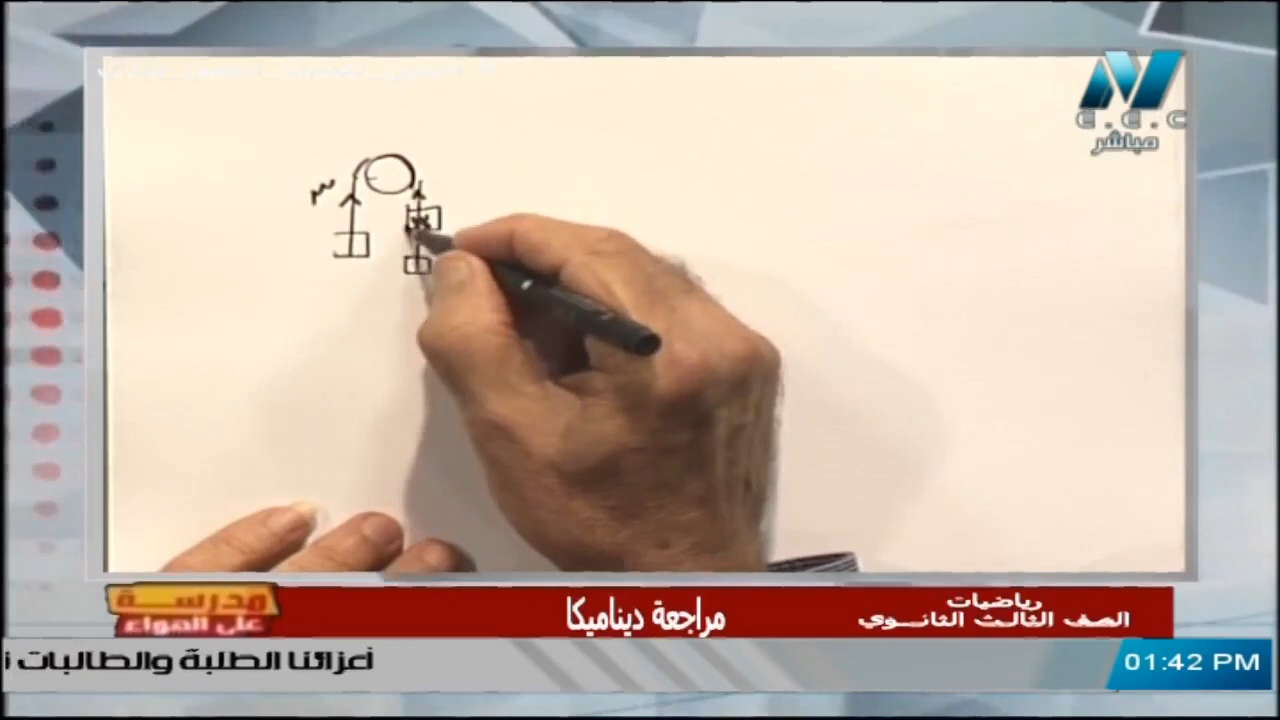 e.e.c
مباشر
رياضيات
الصف الثالث الثانوي
مراجعة ديناميكا
مدرسة
على الهواء
أعزائنا الطلبة والطالبات
01:42 PM